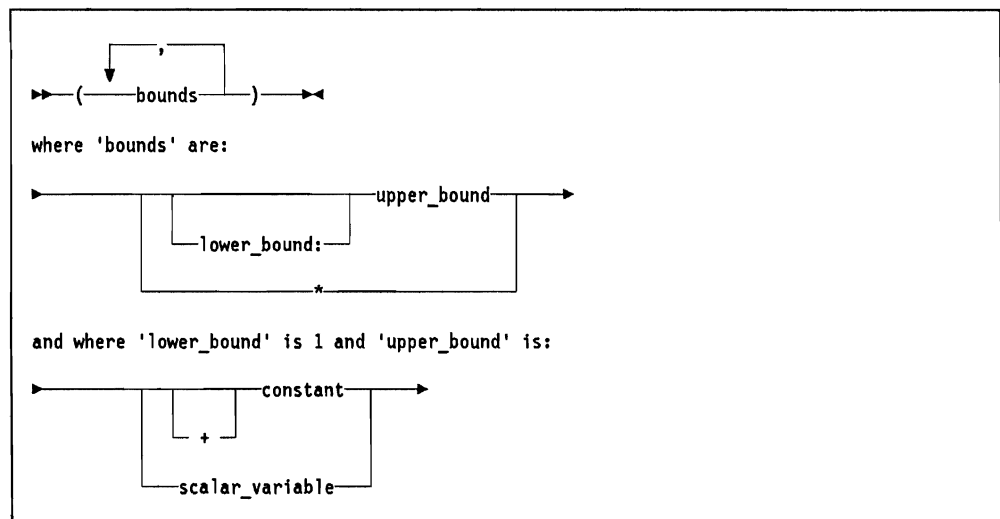 ,
( bounds )
where 'bounds' are:
upper_bound
lower_bound:
*
and where 'lower_bound' is 1 and 'upper_bound' is:
constant
+
scalar_variable